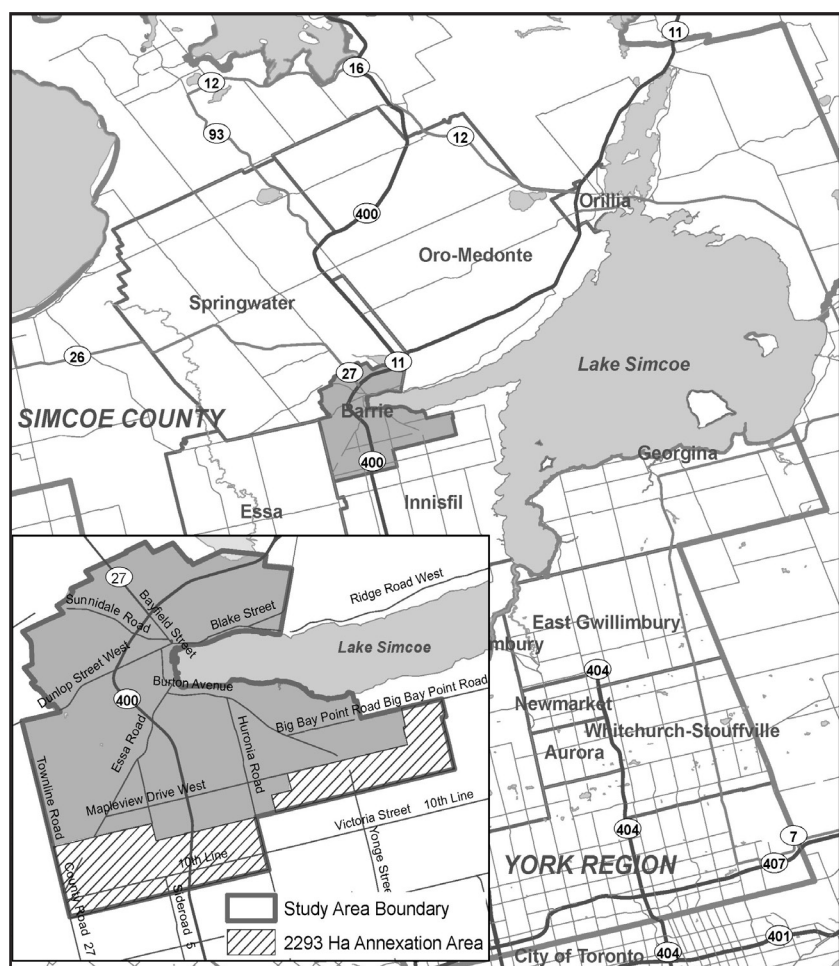 11
16
12
93
12
Orillia
400
Oro-Medonte
Springwater
26
11
27
Lake Simcoe
SIMCOE COUNTY
Barrie
Georgina
400
Innisfil
Essa
27
Sunnidale Road
Bayfield Street
Blake Street
Ridge Road West
Lake Simcoe
Dunlop Street West
400
Burton Avenue
Essa Road
Huronia Road
Big Bay Point Road
Big Bay Point Road
Townline Road
Mapleview Drive West
Victoria Street
10th Line
10th Line
Yonge Street
County Road 27
Sideroad 5
Study Area Boundary
2293 Ha Annexation Area
East Gwillimbury
mbury
404
Newmarket
Whitchurch-Stouffville
Aurora
404
7
YORK REGION
407
City of Toronto
404
401